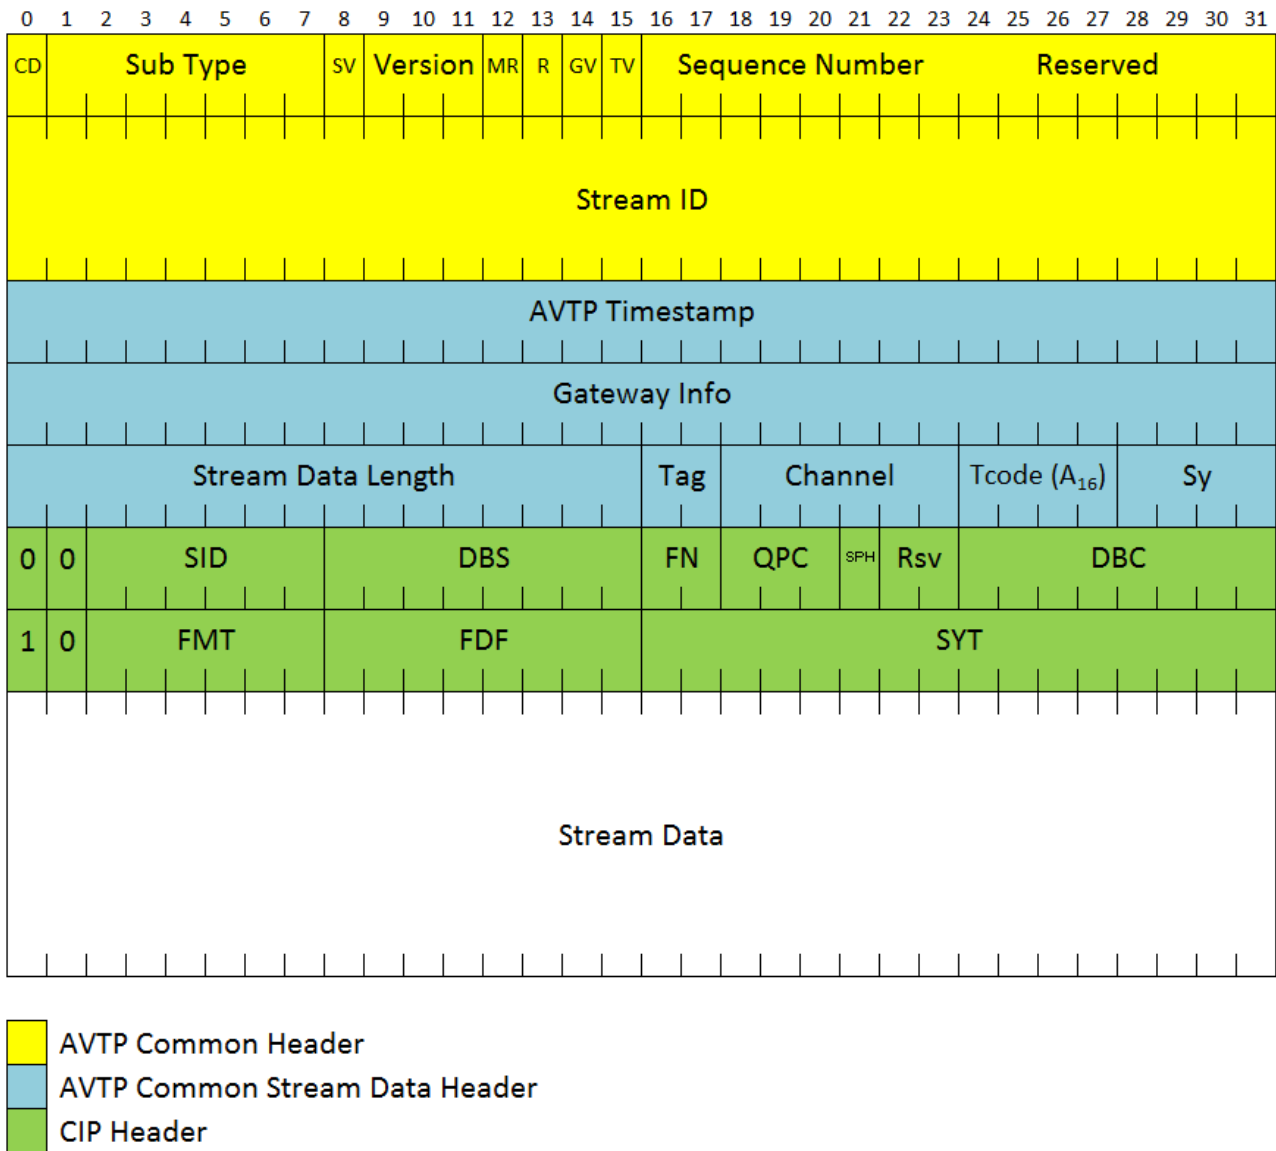 0 1 2 3 4 5 6 7 8 9 10 11 12 13 14 15 16 17 18 19 20 21 22 23 24 25 26 27 28 29 30 31
CD Sub Type SV Version MR R GV TV Sequence Number Reserved
Stream ID
AVTP Timestamp
Gateway Info
Stream Data Length Tag Channel Tcode (A₁₆) Sy
0 0 SID DBS FN QPC SPH Rsv DBC
1 0 FMT FDF SYT
Stream Data
AVTP Common Header
AVTP Common Stream Data Header
CIP Header